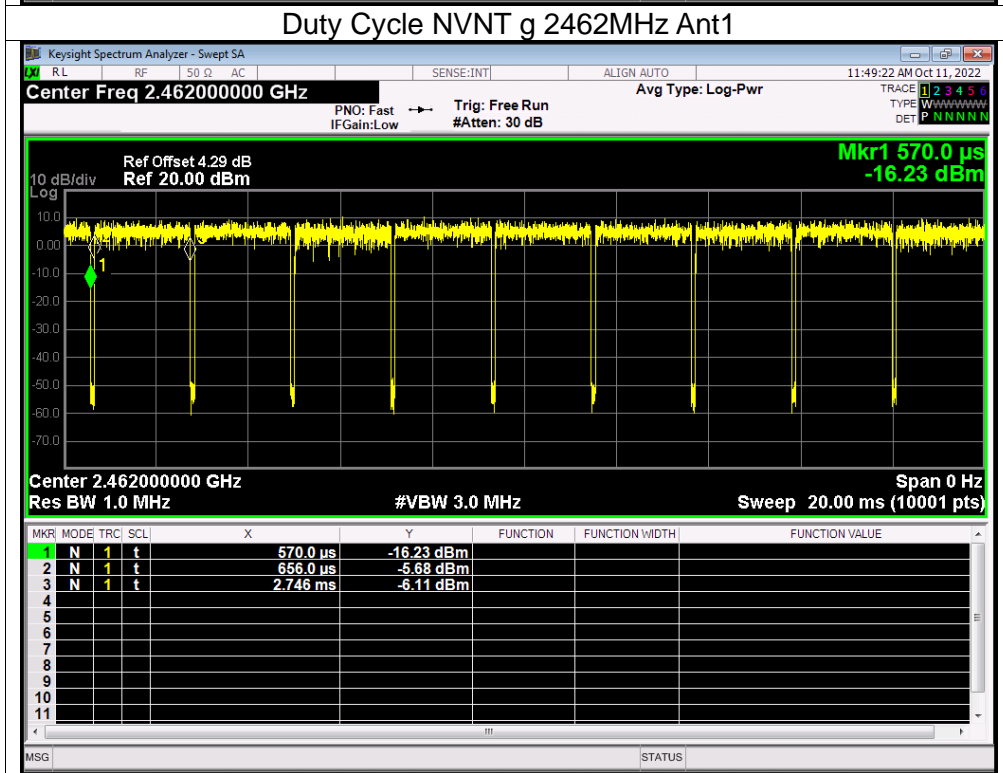 Duty Cycle NVNT g 2462MHz Ant1
Keysight Spectrum Analyzer - Swept SA
LXI RL RF 50 Ω AC SENSE:INT ALIGN AUTO 11:49:22 AM Oct 11, 2022
Center Freq 2.462000000 GHz
PNO: Fast
IFGain:Low
Trig: Free Run
#Atten: 30 dB
Avg Type: Log-Pwr
TRACE 1 2 3 4 5 6
TYPE WWWWWW
DET P N N N N N
Mkr1 570.0 µs
-16.23 dBm
Ref Offset 4.29 dB
10 dB/div Ref 20.00 dBm
Log
10.0
0.00
-10.0
-20.0
-30.0
-40.0
-50.0
-60.0
-70.0
1
Center 2.462000000 GHz Span 0 Hz
Res BW 1.0 MHz #VBW 3.0 MHz Sweep 20.00 ms (10001 pts)
MKR MODE TRC SCL X Y FUNCTION FUNCTION WIDTH FUNCTION VALUE
1 N 1 t 570.0 µs -16.23 dBm
2 N 1 t 656.0 µs -5.68 dBm
3 N 1 t 2.746 ms -6.11 dBm
4
5
6
7
8
9
10
11
MSG STATUS